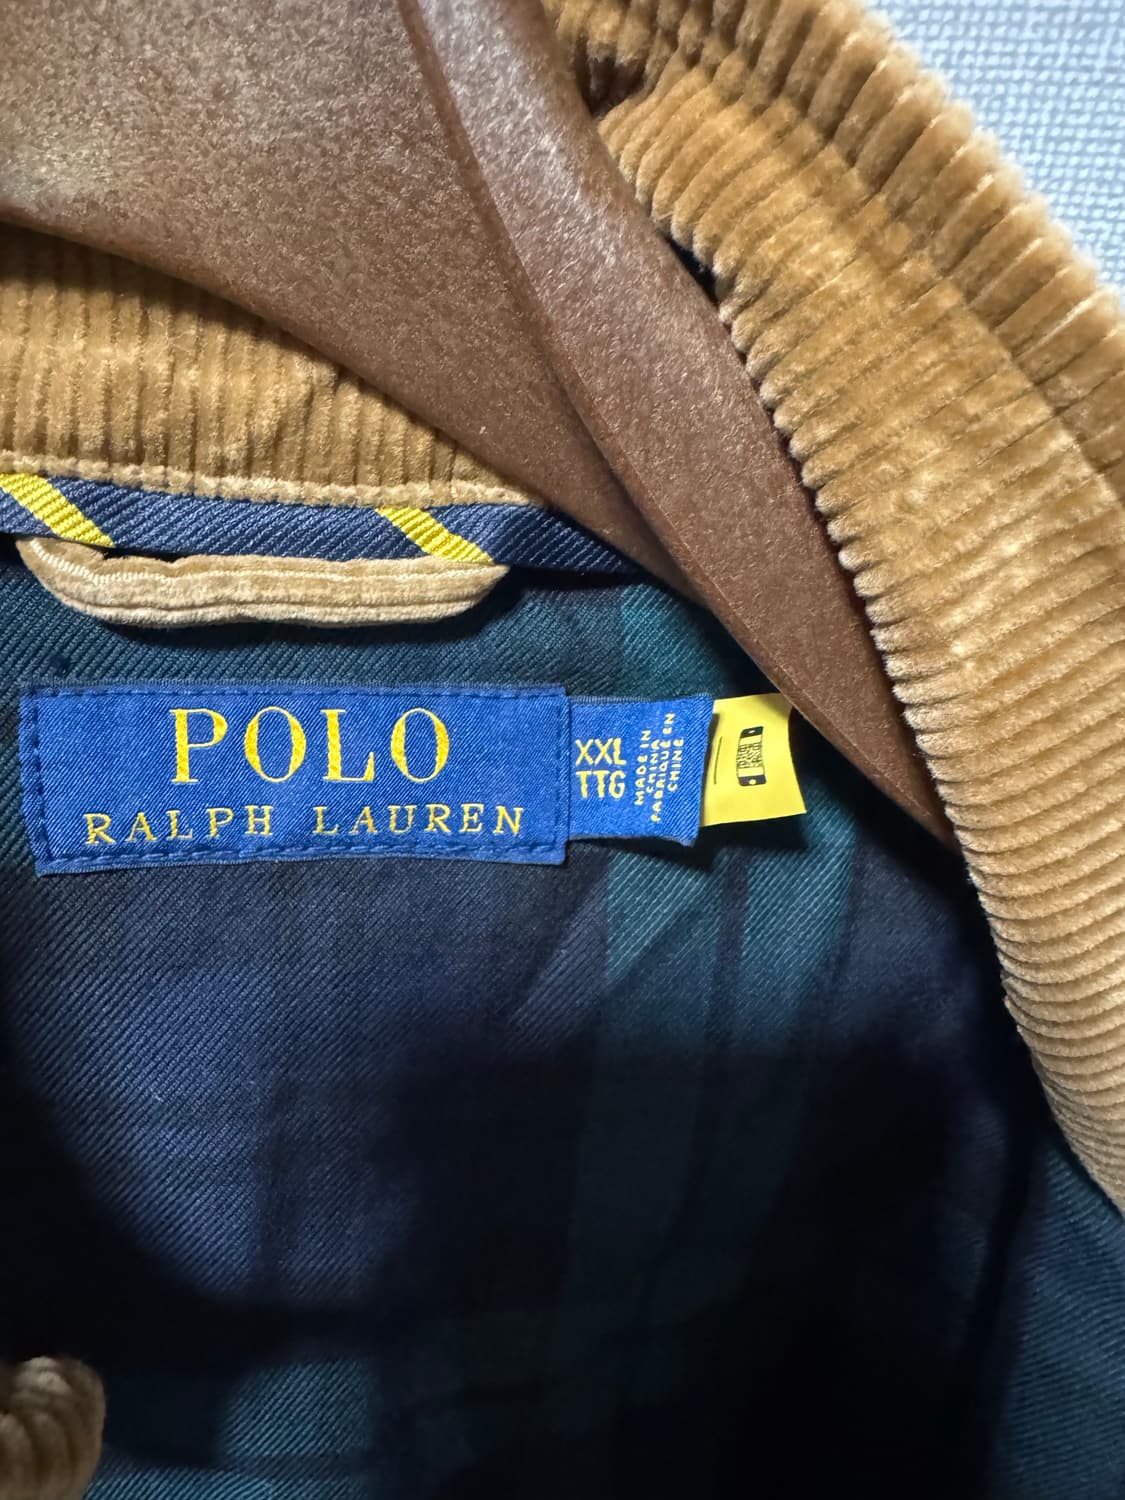 POLO
RALPH LAUREN
XXL
TTG
MADE IN
CHINA
FABRIQUÉ EN
CHINE